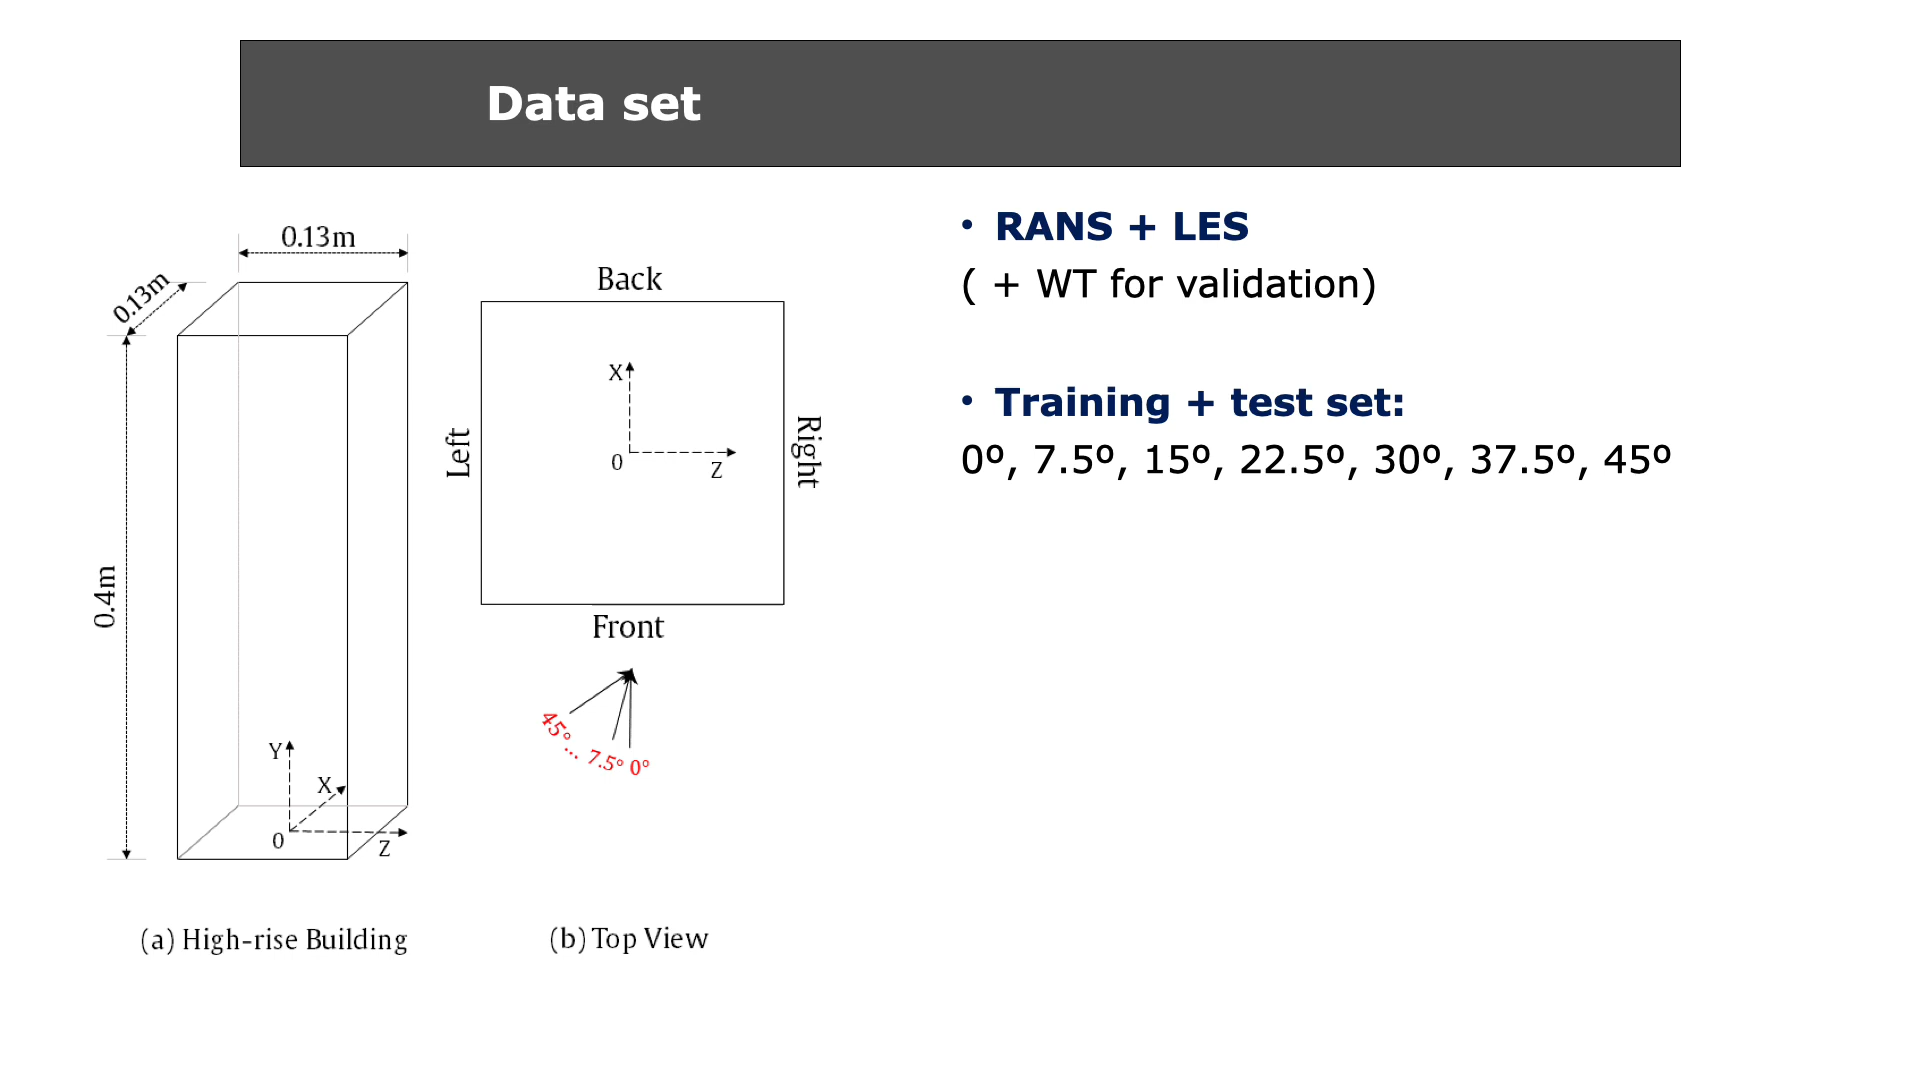 Data set
0.13m
0.13m
0.4m
Y
X
0
Z
(a) High-rise Building
Back
Left
X
0
Z
Right
Front
45°... 7.5° 0°
(b) Top View
• RANS + LES
( + WT for validation)
• Training + test set:
0º, 7.5º, 15º, 22.5º, 30º, 37.5º, 45º